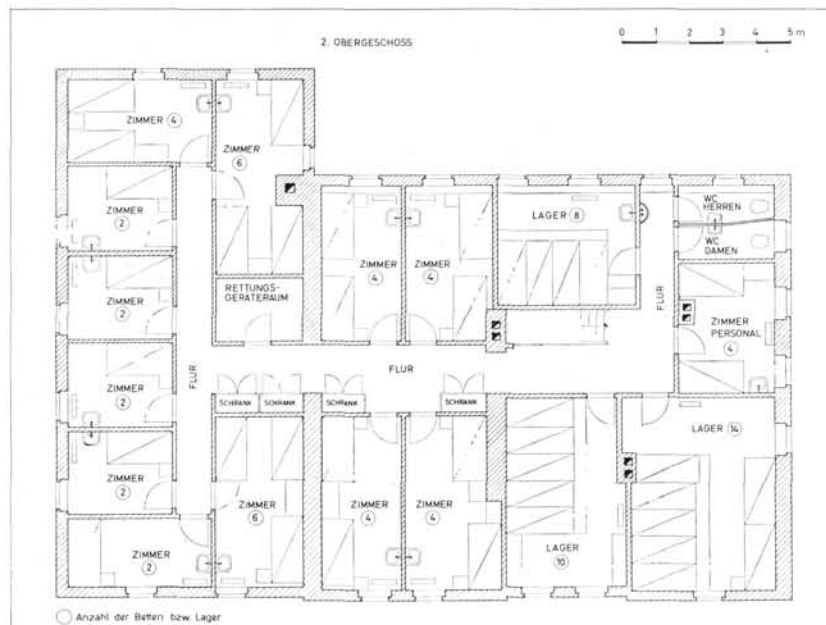 2. OBERGESCHOSS
0 1 2 3 4 5 m
ZIMMER 4
ZIMMER
6
ZIMMER
2
LAGER 8
WC
HERREN
WC
DAMEN
ZIMMER
4
ZIMMER
4
ZIMMER
2
RETTUNGS-
GERÄTERAUM
FLUR
ZIMMER
PERSONAL
4
FLUR
FLUR
ZIMMER
2
SCHRANK
SCHRANK
SCHRANK
SCHRANK
LAGER 14
ZIMMER
2
ZIMMER
6
ZIMMER
4
ZIMMER
4
LAGER
10
ZIMMER
2
Anzahl der Betten bzw. Lager